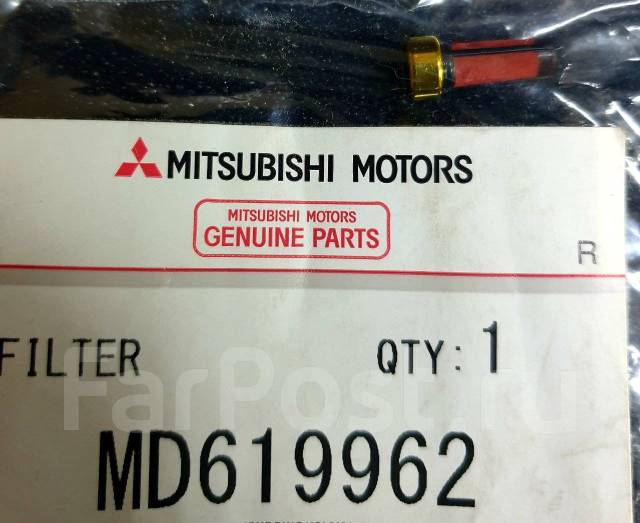 MITSUBISHI MOTORS
MITSUBISHI MOTORS
GENUINE PARTS
R
FILTER QTY: 1
FarPost.ru
MD619962